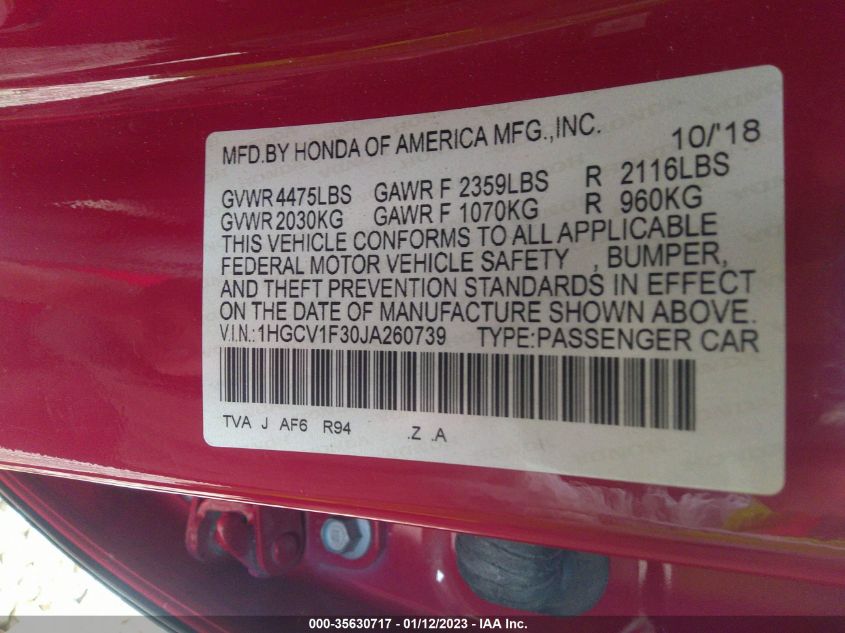 MFD.BY HONDA OF AMERICA MFG.,INC. 10/'18
GVWR 4475LBS GAWR F 2359LBS R 2116LBS
GVWR 2030KG GAWR F 1070KG R 960KG
THIS VEHICLE CONFORMS TO ALL APPLICABLE
FEDERAL MOTOR VEHICLE SAFETY , BUMPER,
AND THEFT PREVENTION STANDARDS IN EFFECT
ON THE DATE OF MANUFACTURE SHOWN ABOVE.
V.I.N.:1HGCV1F30JA260739 TYPE:PASSENGER CAR
TVA J AF6 R94 .Z .A
000-35630717 - 01/12/2023 - IAA Inc.